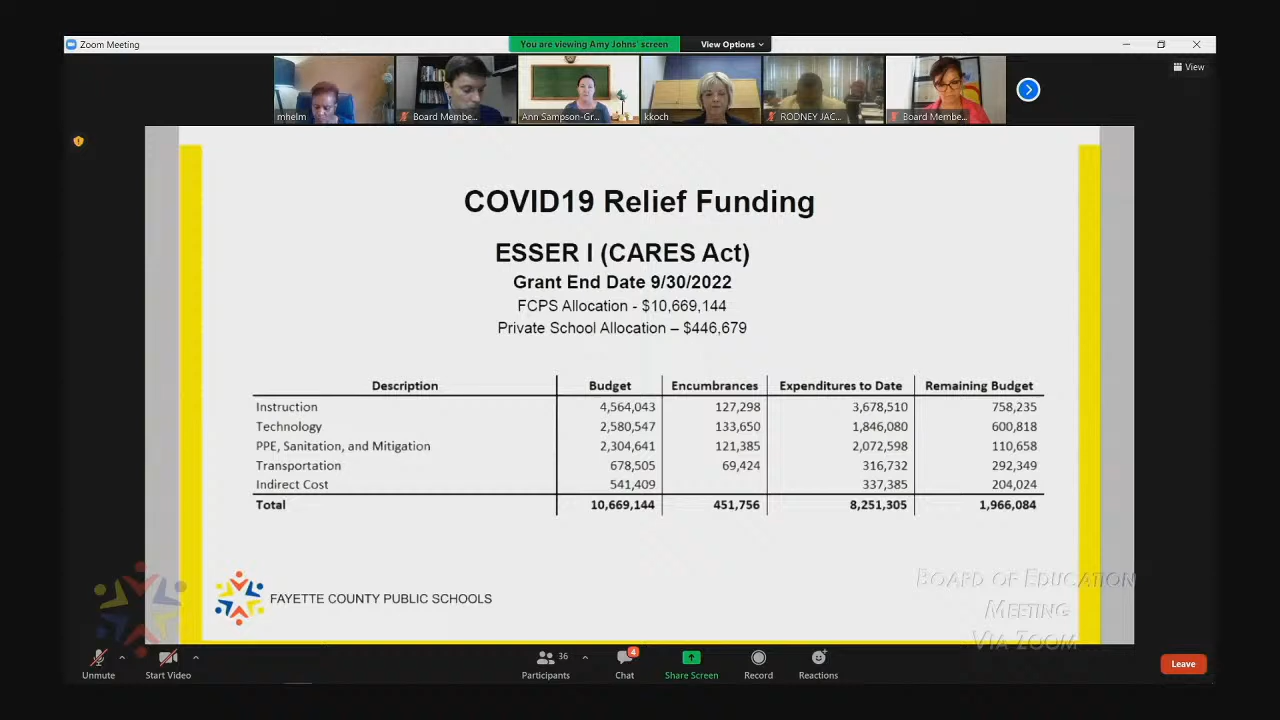 Zoom Meeting
You are viewing Amy Johns' screen
View Options
View
mhelm
Board Membe...
Ann Sampson-Gr...
kkoch
RODNEY JAC...
Board Membe...
COVID19 Relief Funding
ESSER I (CARES Act)
Grant End Date 9/30/2022
FCPS Allocation - $10,669,144
Private School Allocation – $446,679
Description Budget Encumbrances Expenditures to Date Remaining Budget
Instruction 4,564,043 127,298 3,678,510 758,235
Technology 2,580,547 133,650 1,846,080 600,818
PPE, Sanitation, and Mitigation 2,304,641 121,385 2,072,598 110,658
Transportation 678,505 69,424 316,732 292,349
Indirect Cost 541,409 337,385 204,024
Total 10,669,144 451,756 8,251,305 1,966,084
FAYETTE COUNTY PUBLIC SCHOOLS
BOARD OF EDUCATION
MEETING
VIA ZOOM
Unmute
Start Video
36
Participants
4
Chat
Share Screen
Record
Reactions
Leave